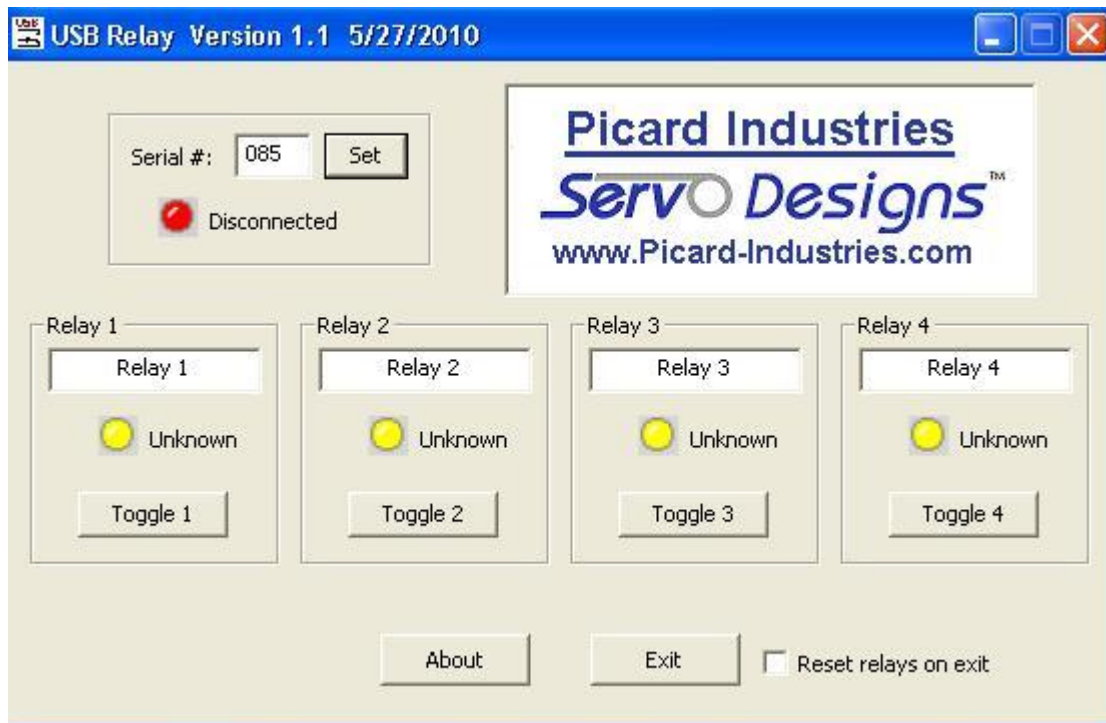 USB
USB Relay Version 1.1 5/27/2010
Serial #: 085 Set
Disconnected
Picard Industries
Servo Designs™
www.Picard-Industries.com
Relay 1 Relay 2 Relay 3 Relay 4
Relay 1 Relay 2 Relay 3 Relay 4
Unknown Unknown Unknown Unknown
Toggle 1 Toggle 2 Toggle 3 Toggle 4
About Exit Reset relays on exit